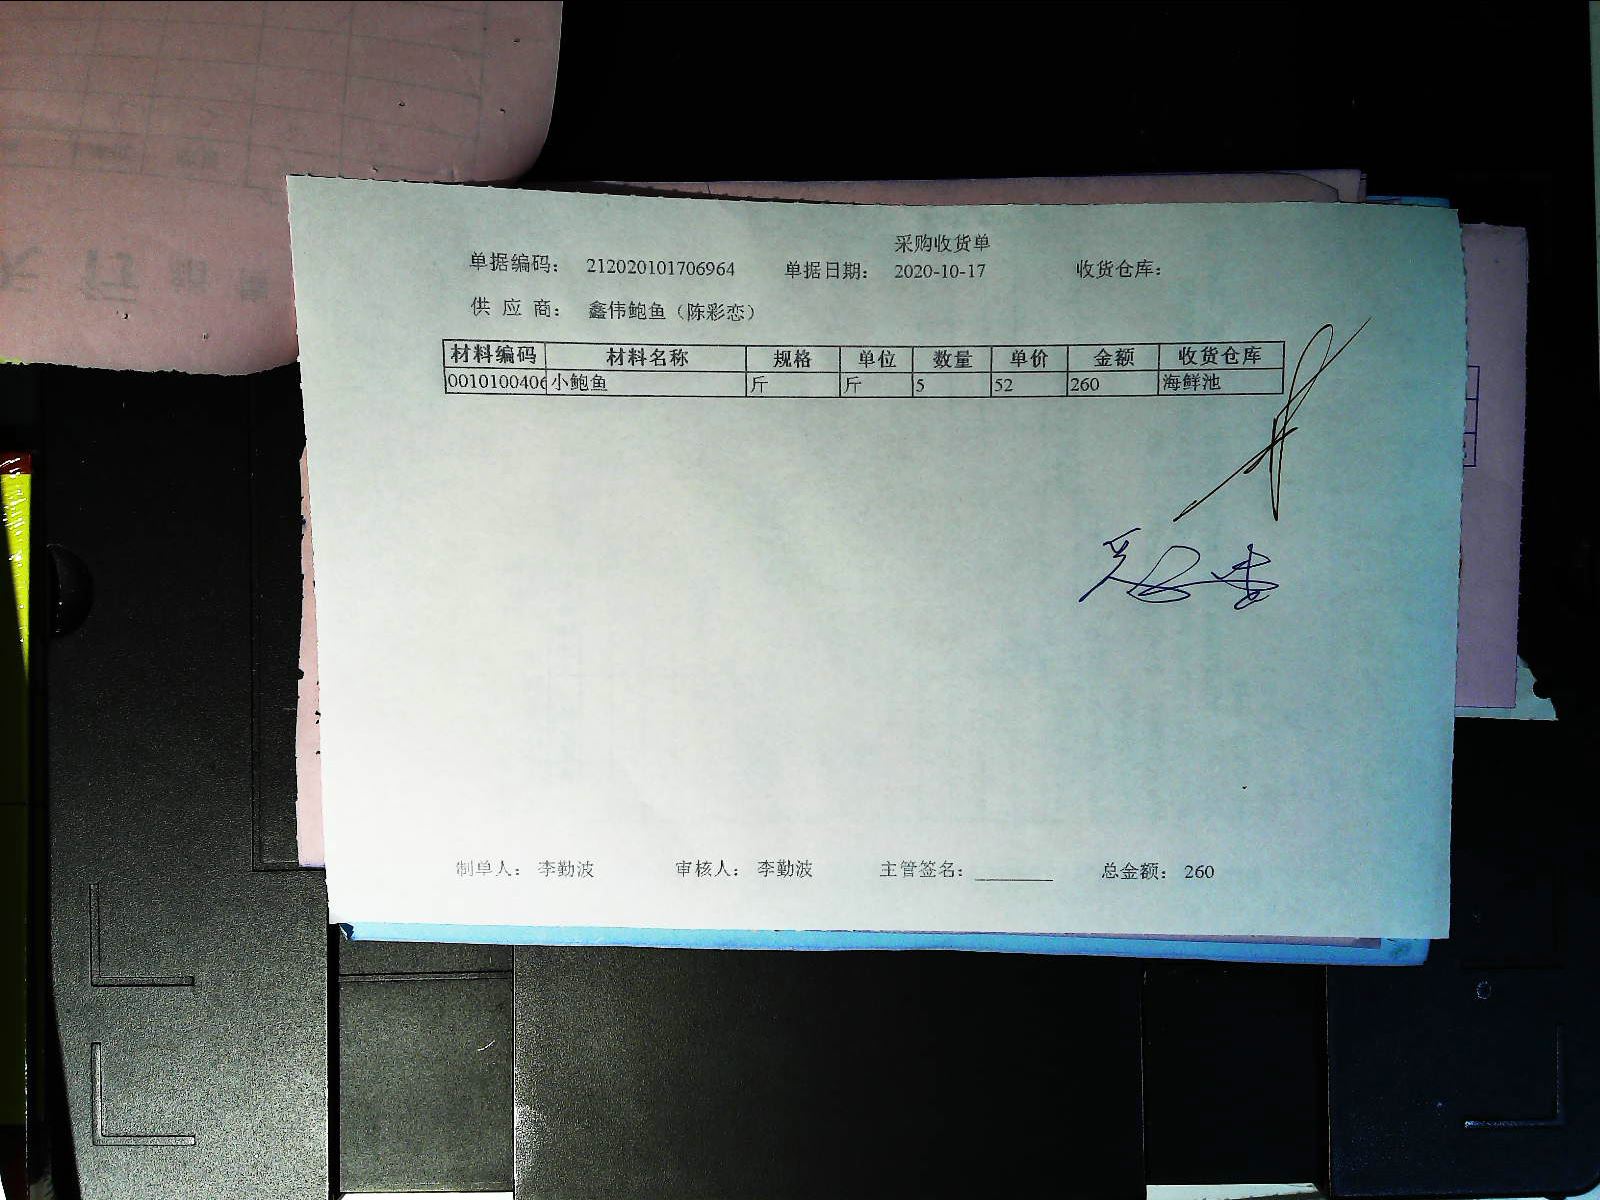 采购收货单
单据编码： 212020101706964 单据日期： 2020-10-17 收货仓库：
供 应 商： 鑫伟鲍鱼（陈彩恋）
材料编码 材料名称 规格 单位 数量 单价 金额 收货仓库
0010100406 小鲍鱼 斤 斤 5 52 260 海鲜池
制单人： 李勤波 审核人： 李勤波 主管签名： 总金额： 260